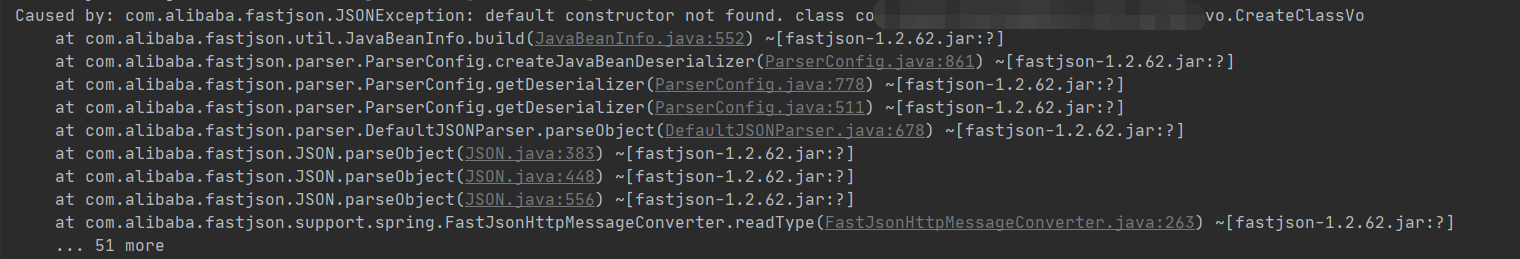 Caused by: com.alibaba.fastjson.JSONException: default constructor not found. class co vo.CreateClassVo
at com.alibaba.fastjson.util.JavaBeanInfo.build(JavaBeanInfo.java:552) ~[fastjson-1.2.62.jar:?]
at com.alibaba.fastjson.parser.ParserConfig.createJavaBeanDeserializer(ParserConfig.java:861) ~[fastjson-1.2.62.jar:?]
at com.alibaba.fastjson.parser.ParserConfig.getDeserializer(ParserConfig.java:778) ~[fastjson-1.2.62.jar:?]
at com.alibaba.fastjson.parser.ParserConfig.getDeserializer(ParserConfig.java:511) ~[fastjson-1.2.62.jar:?]
at com.alibaba.fastjson.parser.DefaultJSONParser.parseObject(DefaultJSONParser.java:678) ~[fastjson-1.2.62.jar:?]
at com.alibaba.fastjson.JSON.parseObject(JSON.java:383) ~[fastjson-1.2.62.jar:?]
at com.alibaba.fastjson.JSON.parseObject(JSON.java:448) ~[fastjson-1.2.62.jar:?]
at com.alibaba.fastjson.JSON.parseObject(JSON.java:556) ~[fastjson-1.2.62.jar:?]
at com.alibaba.fastjson.support.spring.FastJsonHttpMessageConverter.readType(FastJsonHttpMessageConverter.java:263) ~[fastjson-1.2.62.jar:?]
... 51 more